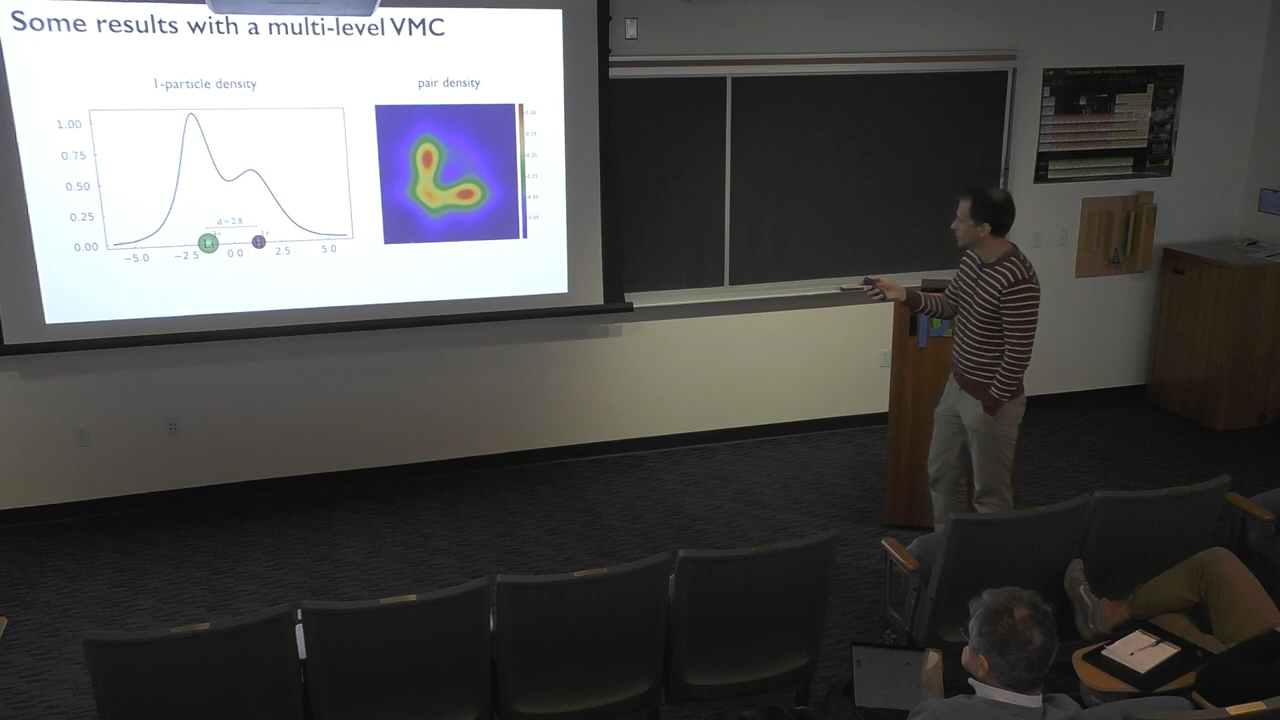 Some results with a multi-level VMC
1-particle density
pair density
1.00
0.75
0.50
0.25
0.00
d = 2.8
−5.0
−2.5
0.0
2.5
5.0